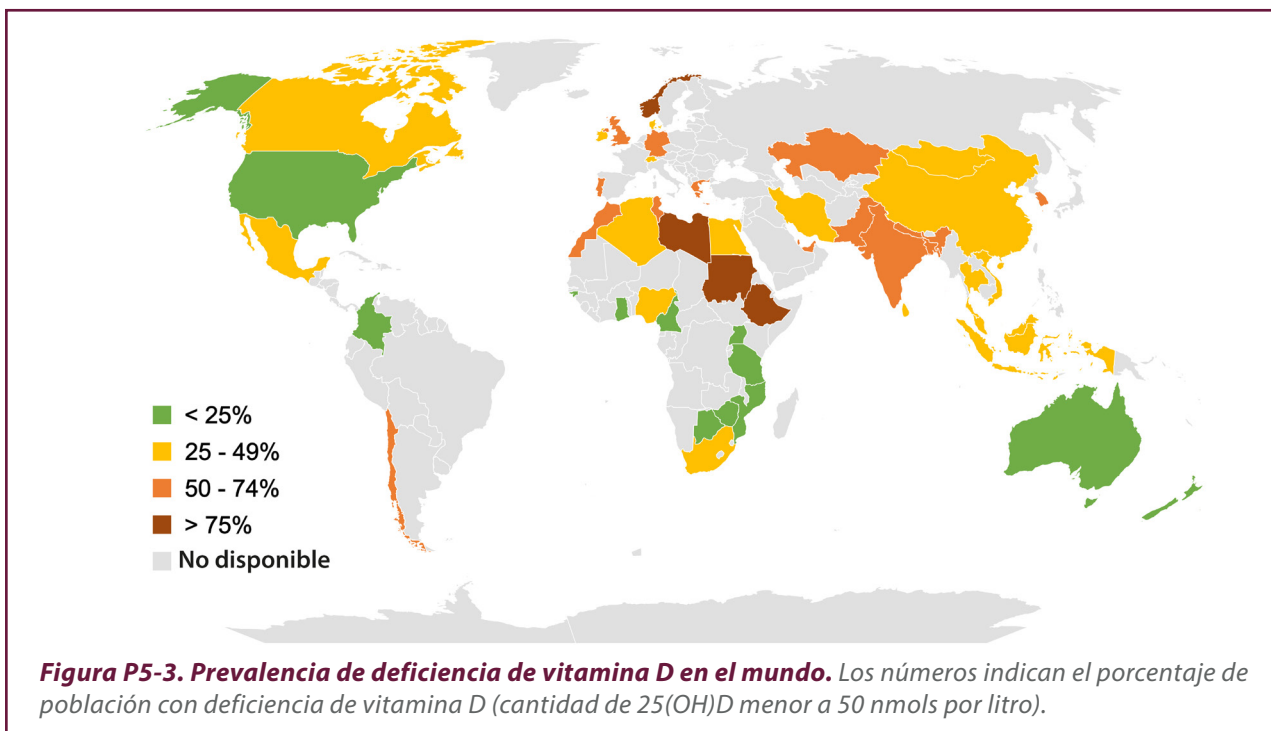 < 25%
25 - 49%
50 - 74%
> 75%
No disponible
Figura P5-3. Prevalencia de deficiencia de vitamina D en el mundo. Los números indican el porcentaje de
población con deficiencia de vitamina D (cantidad de 25(OH)D menor a 50 nmols por litro).